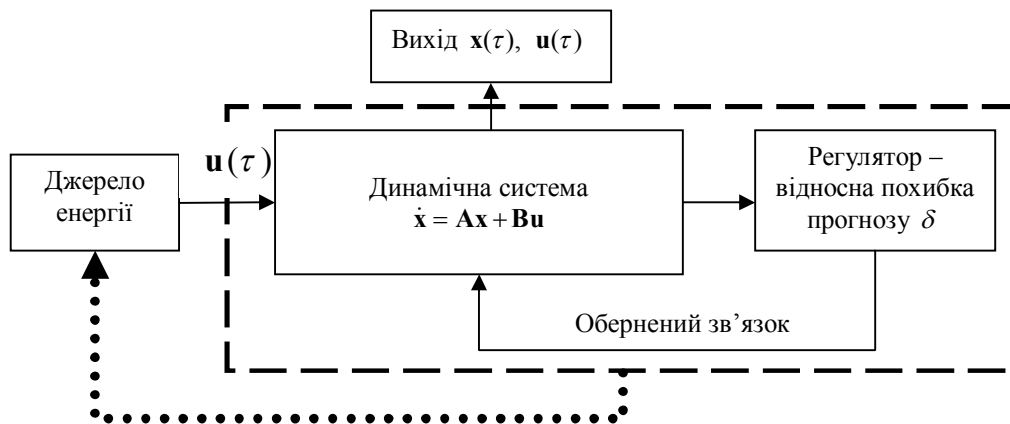 Вихід x(τ), u(τ)
u(τ)
Джерело
енергії
Динамічна система
ẋ = Ax + Bu
Регулятор –
відносна похибка
прогнозу δ
Обернений зв’язок